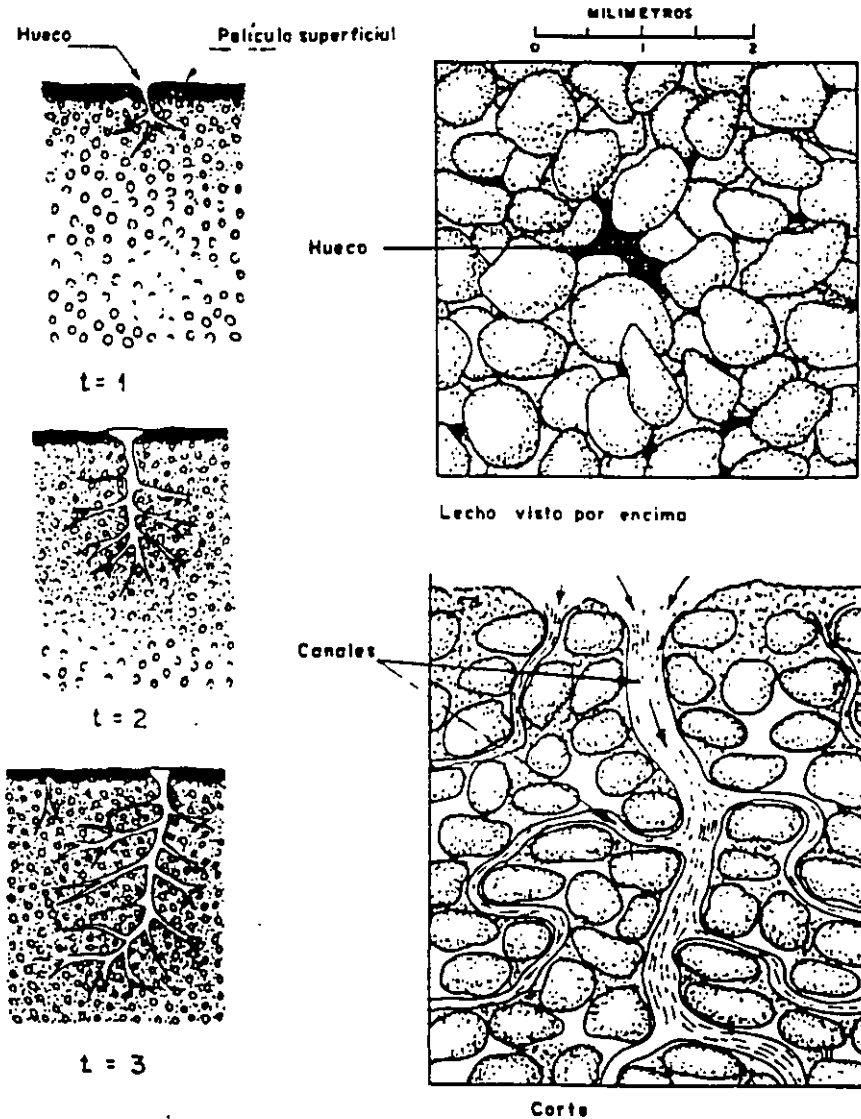 Hueco
Película superficial
t = 1
t = 2
t = 3
MILIMETROS
0 1 2
Hueco
Lecho visto por encima
Canales
Corte